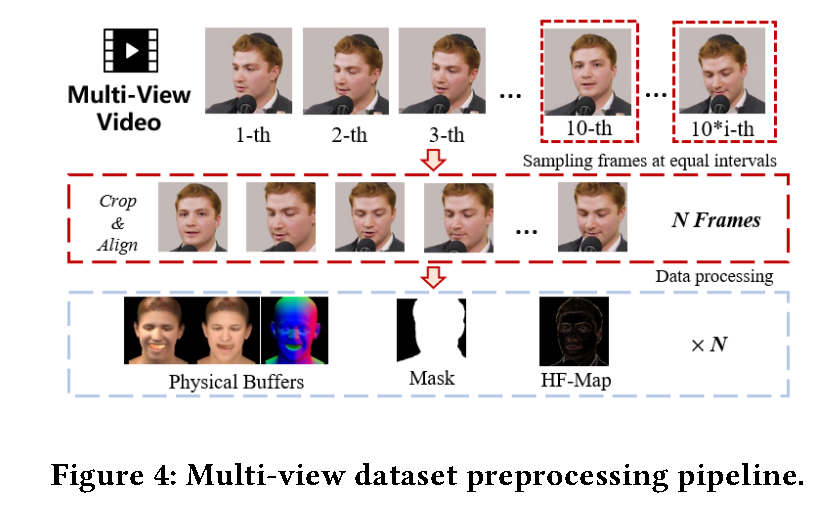 Multi-View
Video
1-th
2-th
3-th
...
10-th
...
10*i-th
Sampling frames at equal intervals
Crop
&
Align
...
N Frames
Data processing
Physical Buffers
Mask
HF-Map
× N
Figure 4: Multi-view dataset preprocessing pipeline.